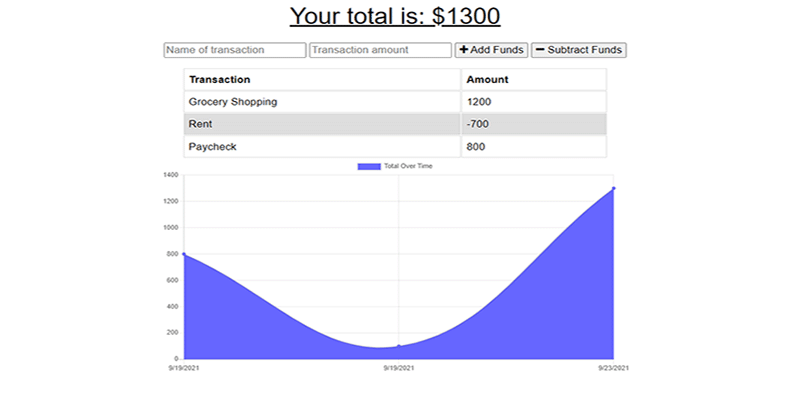 Your total is: $1300
Name of transaction Transaction amount + Add Funds − Subtract Funds
Transaction Amount
Grocery Shopping 1200
Rent -700
Paycheck 800
Total Over Time
1400
1200
1000
800
600
400
200
0
9/19/2021 9/19/2021 9/23/2021